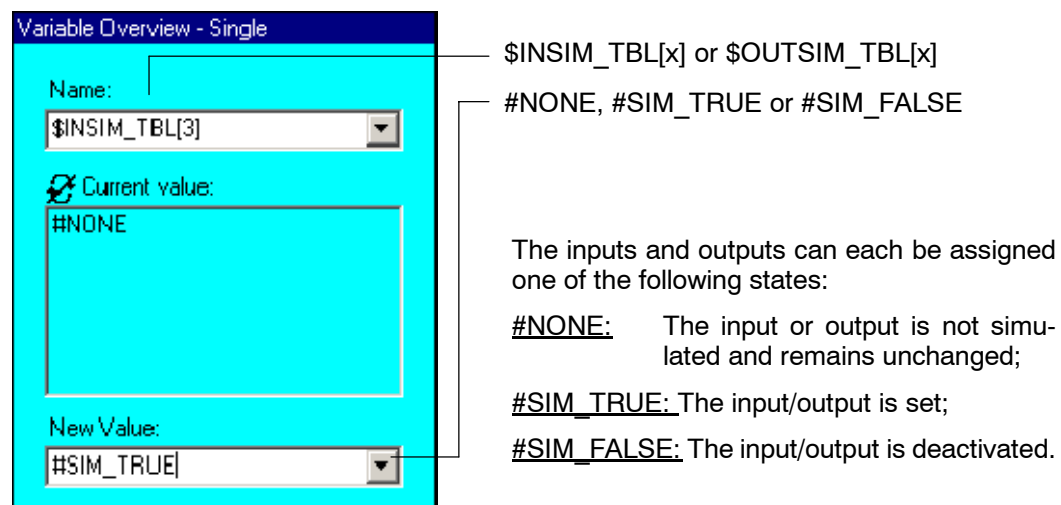 Variable Overview - Single
Name:
$INSIM_TBL[3]
Current value:
#NONE
New Value:
#SIM_TRUE
$INSIM_TBL[x] or $OUTSIM_TBL[x]
#NONE, #SIM_TRUE or #SIM_FALSE
The inputs and outputs can each be assigned
one of the following states:
#NONE: The input or output is not simu-
lated and remains unchanged;
#SIM_TRUE: The input/output is set;
#SIM_FALSE: The input/output is deactivated.